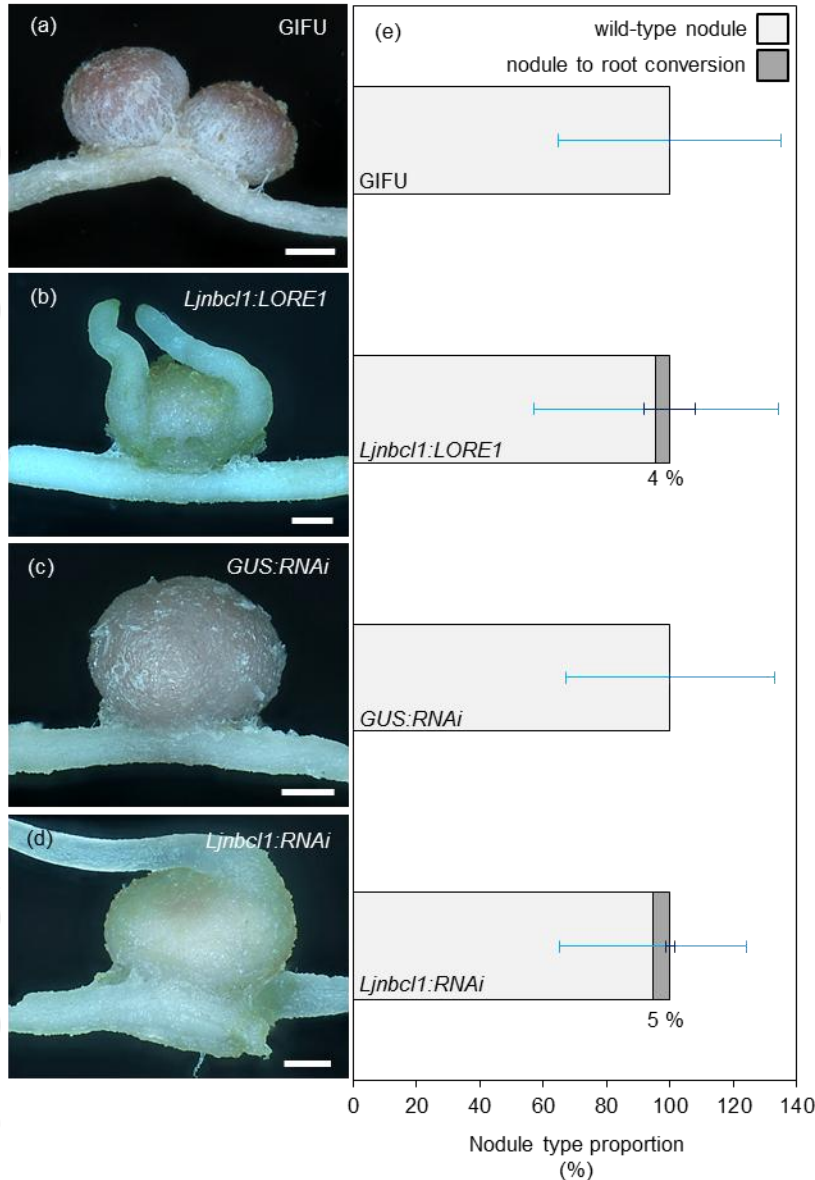 (a)
GIFU
(b)
Ljnbcl1:LORE1
(c)
GUS:RNAi
(d)
Ljnbcl1:RNAi
(e)
wild-type nodule
nodule to root conversion
GIFU
Ljnbcl1:LORE1
4 %
GUS:RNAi
Ljnbcl1:RNAi
5 %
0 20 40 60 80 100 120 140
Nodule type proportion
(%)